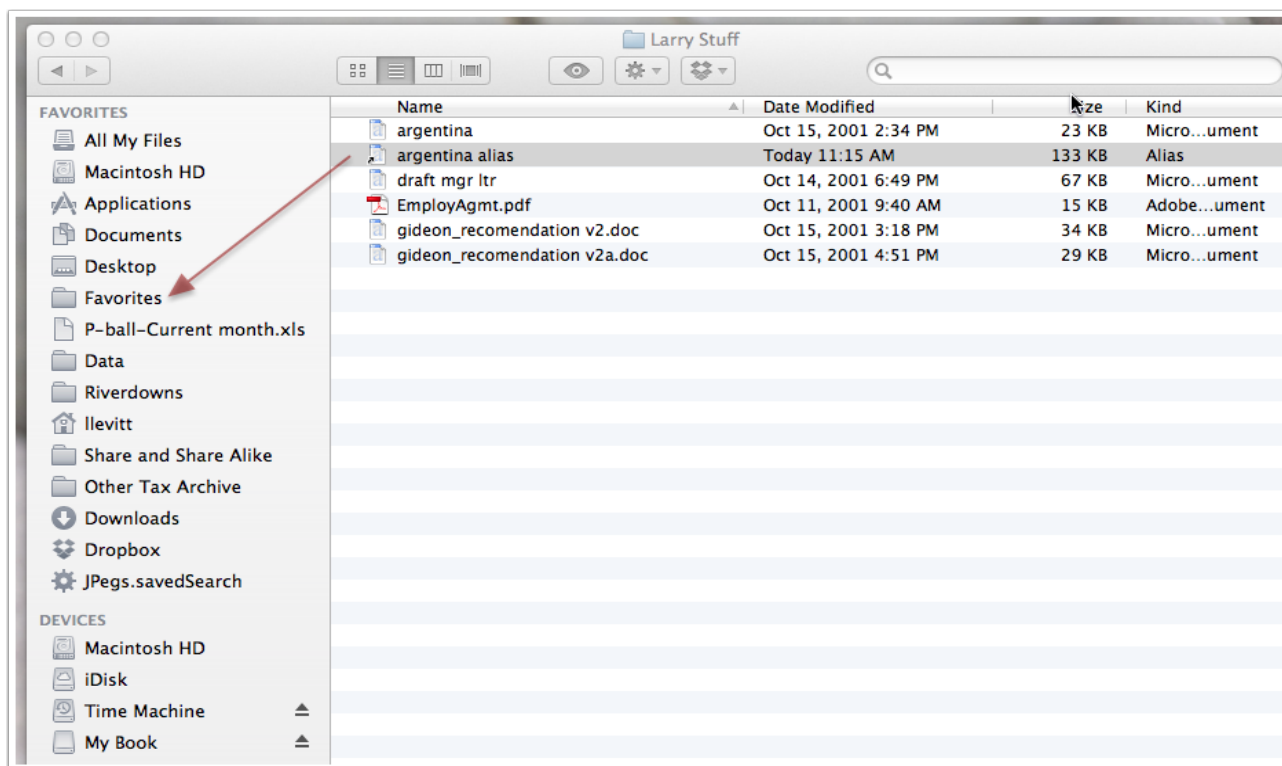 Larry Stuff
FAVORITES
All My Files
Macintosh HD
Applications
Documents
Desktop
Favorites
P-ball-Current month.xls
Data
Riverdowns
llevitt
Share and Share Alike
Other Tax Archive
Downloads
Dropbox
JPegs.savedSearch
DEVICES
Macintosh HD
iDisk
Time Machine
My Book
Name Date Modified Size Kind
argentina Oct 15, 2001 2:34 PM 23 KB Micro...ument
argentina alias Today 11:15 AM 133 KB Alias
draft mgr ltr Oct 14, 2001 6:49 PM 67 KB Micro...ument
EmployAgmt.pdf Oct 11, 2001 9:40 AM 15 KB Adobe...ument
gideon_recomendation v2.doc Oct 15, 2001 3:18 PM 34 KB Micro...ument
gideon_recomendation v2a.doc Oct 15, 2001 4:51 PM 29 KB Micro...ument